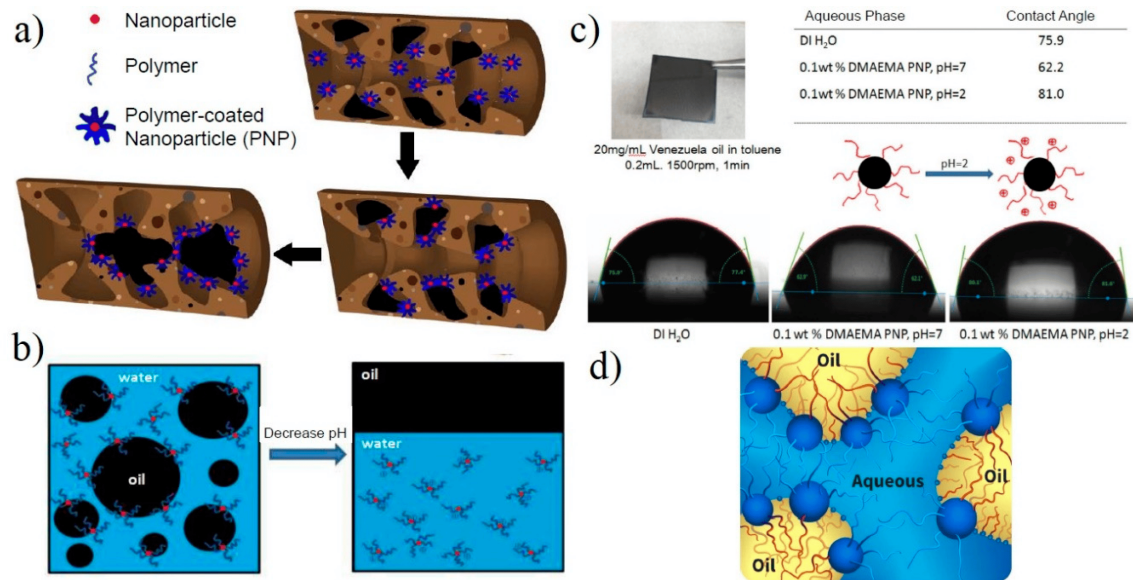 a)
Nanoparticle
Polymer
Polymer-coated
Nanoparticle (PNP)
b)
water
oil
Decrease pH
oil
water
c)
20mg/mL Venezuela oil in toluene
0.2mL. 1500rpm, 1min
Aqueous Phase Contact Angle
DI H₂O 75.9
0.1wt % DMAEMA PNP, pH=7 62.2
0.1wt % DMAEMA PNP, pH=2 81.0
pH=2
DI H₂O
0.1 wt % DMAEMA PNP, pH=7
0.1 wt % DMAEMA PNP, pH=2
d)
Oil
Aqueous
Oil
Oil